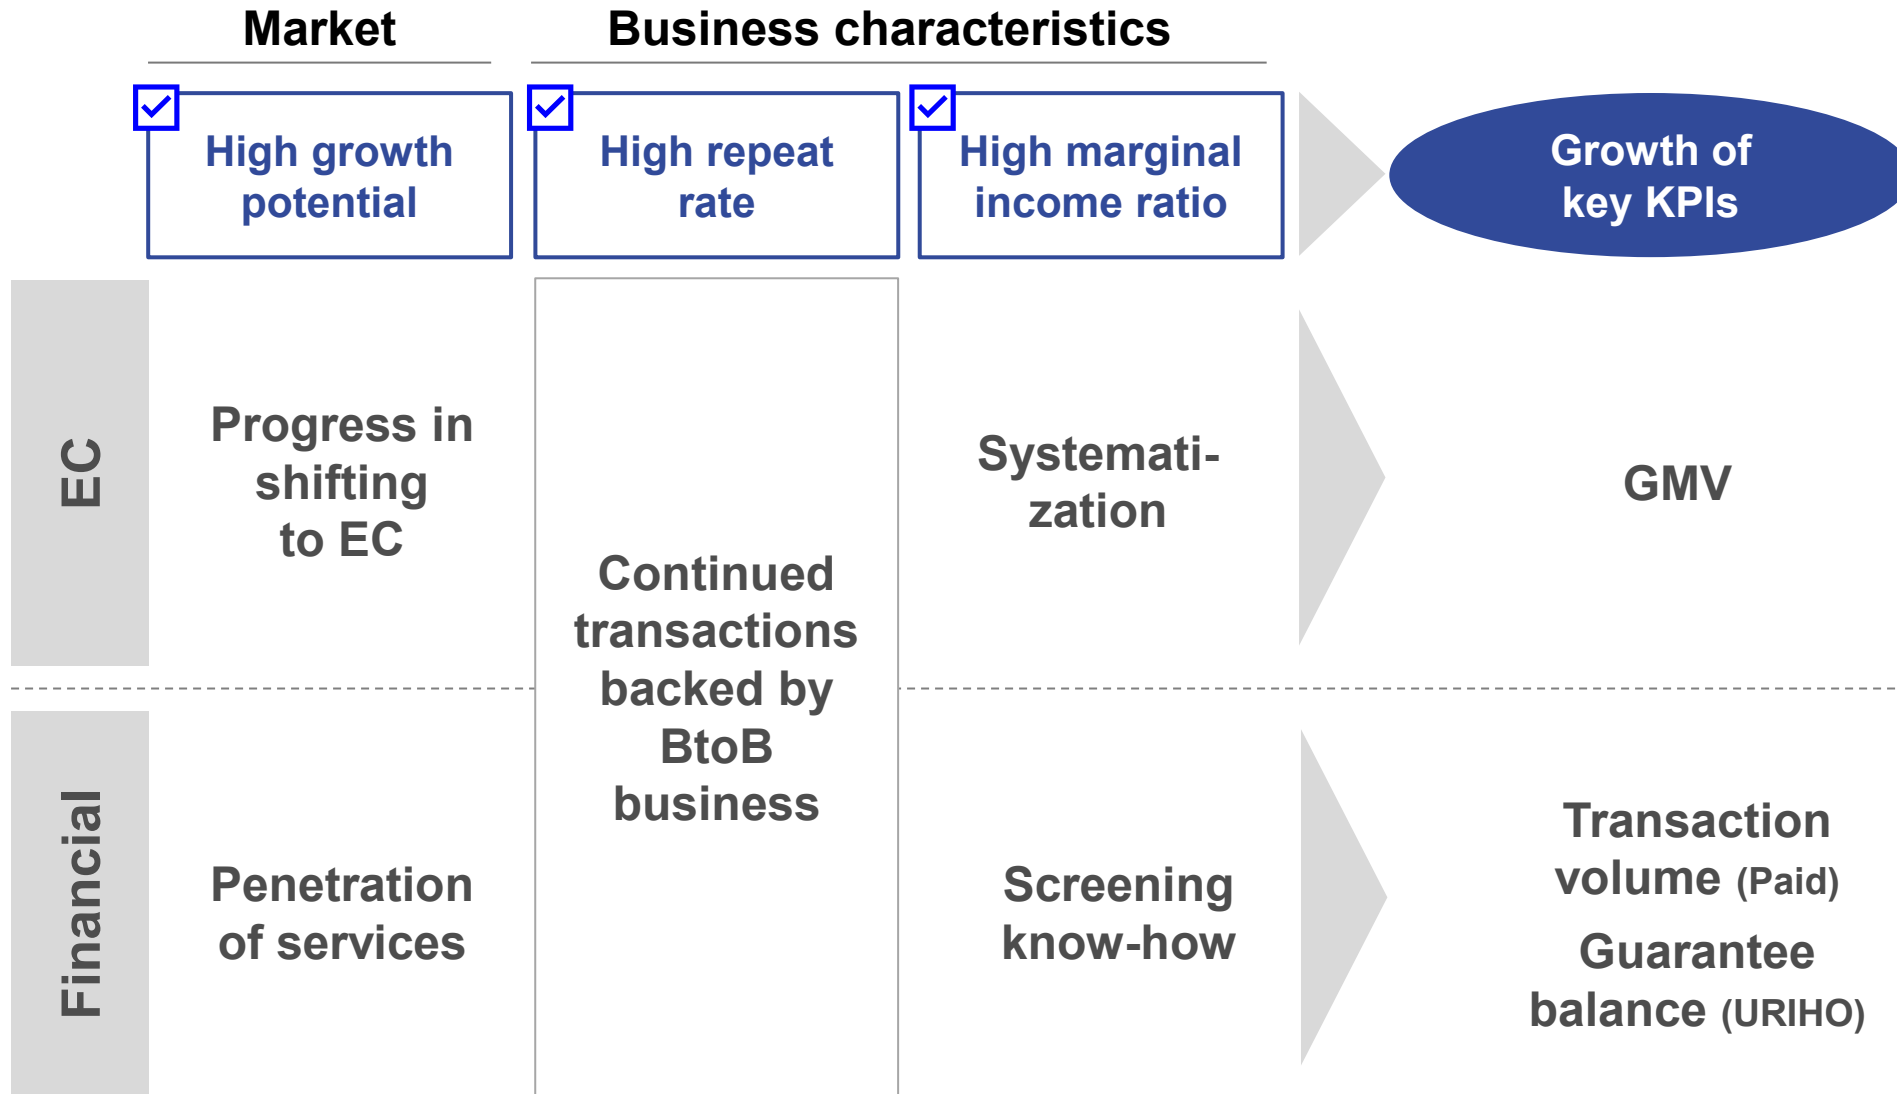 Market
Business characteristics
High growth
potential
High repeat
rate
High marginal
income ratio
Growth of
key KPIs
EC
Progress in
shifting
to EC
Continued
transactions
backed by
BtoB
business
Systemati-
zation
GMV
Financial
Penetration
of services
Screening
know-how
Transaction
volume (Paid)
Guarantee
balance (URIHO)